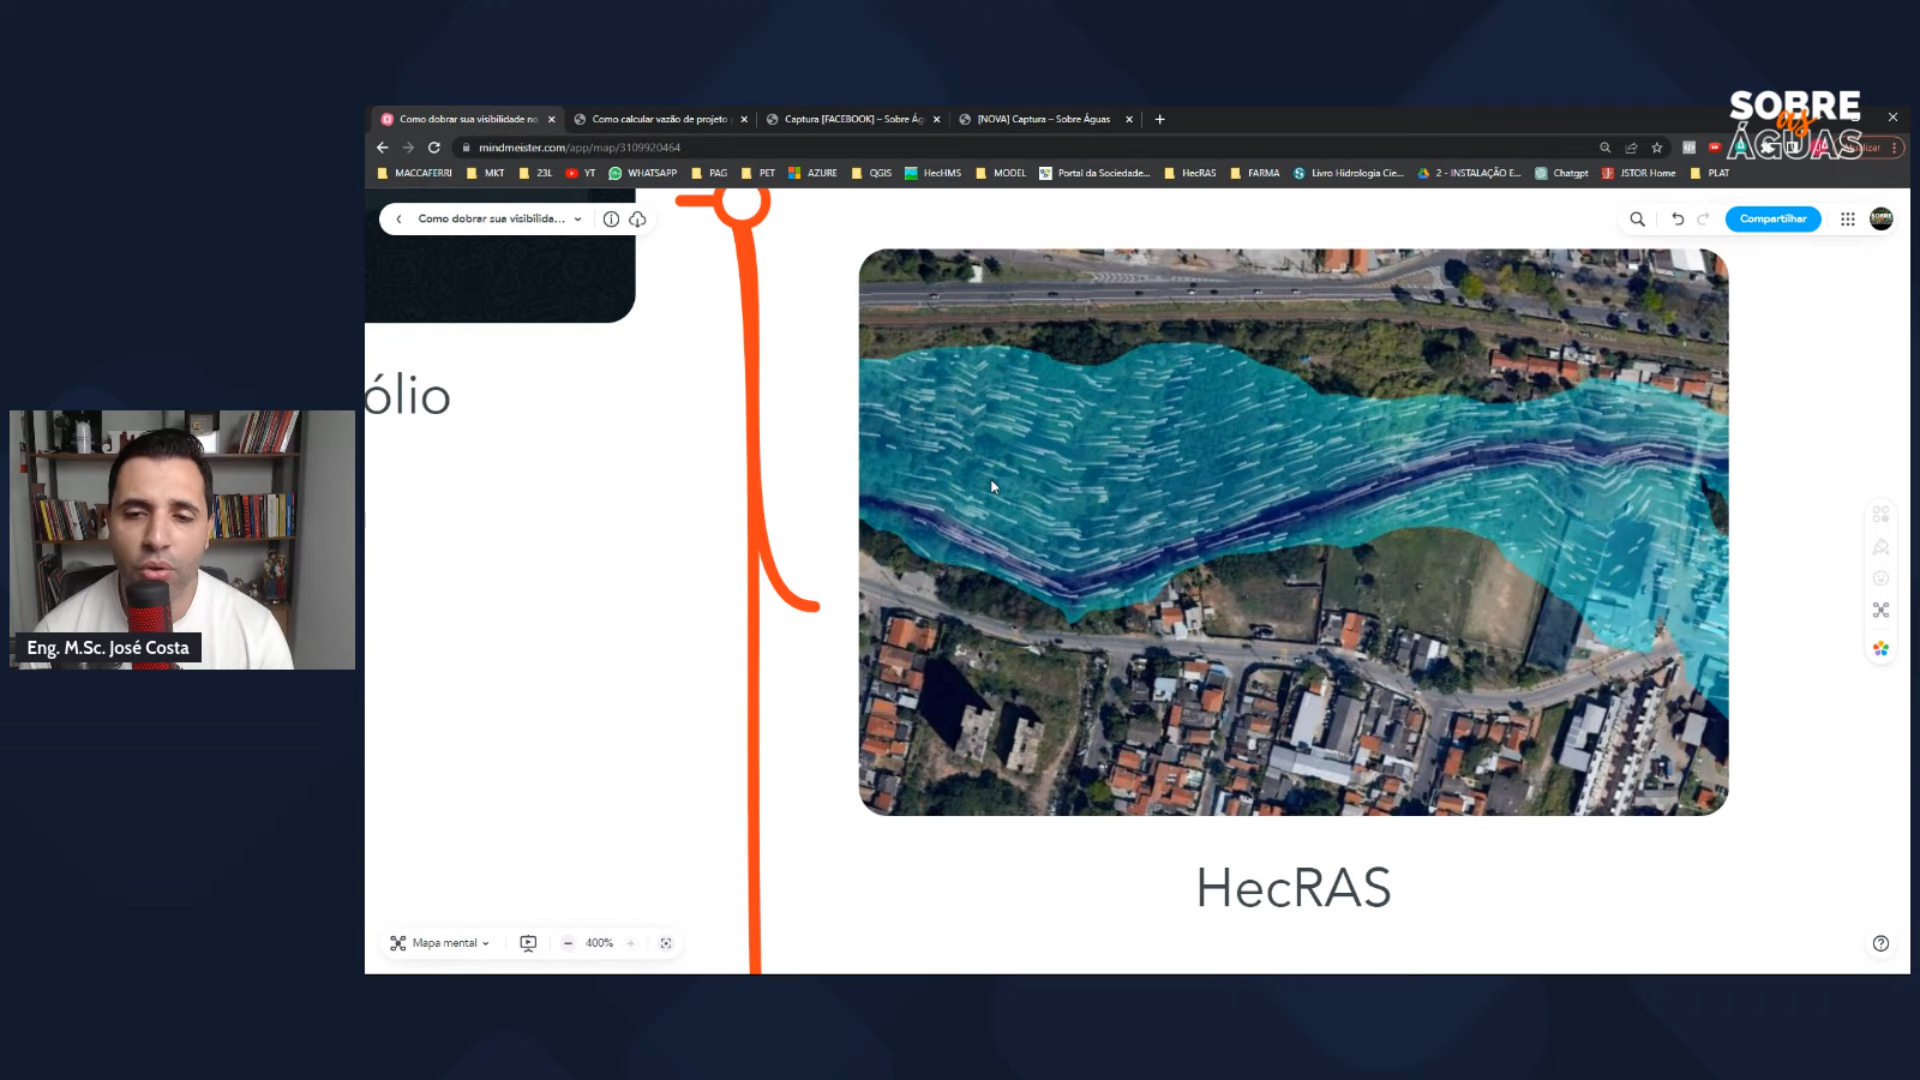 SOBRE
as
ÁGUAS
Como dobrar sua visibilidade no
Como calcular vazão de projeto
Captura [FACEBOOK] – Sobre Ág
[NOVA] Captura – Sobre Águas
mindmeister.com/app/map/3109920464
MACCAFERRI
MKT
23L
YT
WHATSAPP
PAG
PET
AZURE
QGIS
HecHMS
MODEL
Portal da Sociedade...
HecRAS
FARMA
Livro Hidrologia Cie...
2 - INSTALAÇÃO E...
Chatgpt
JSTOR Home
PLAT
Como dobrar sua visibilida...
Compartilhar
ólio
Eng. M.Sc. José Costa
HecRAS
Mapa mental
400%